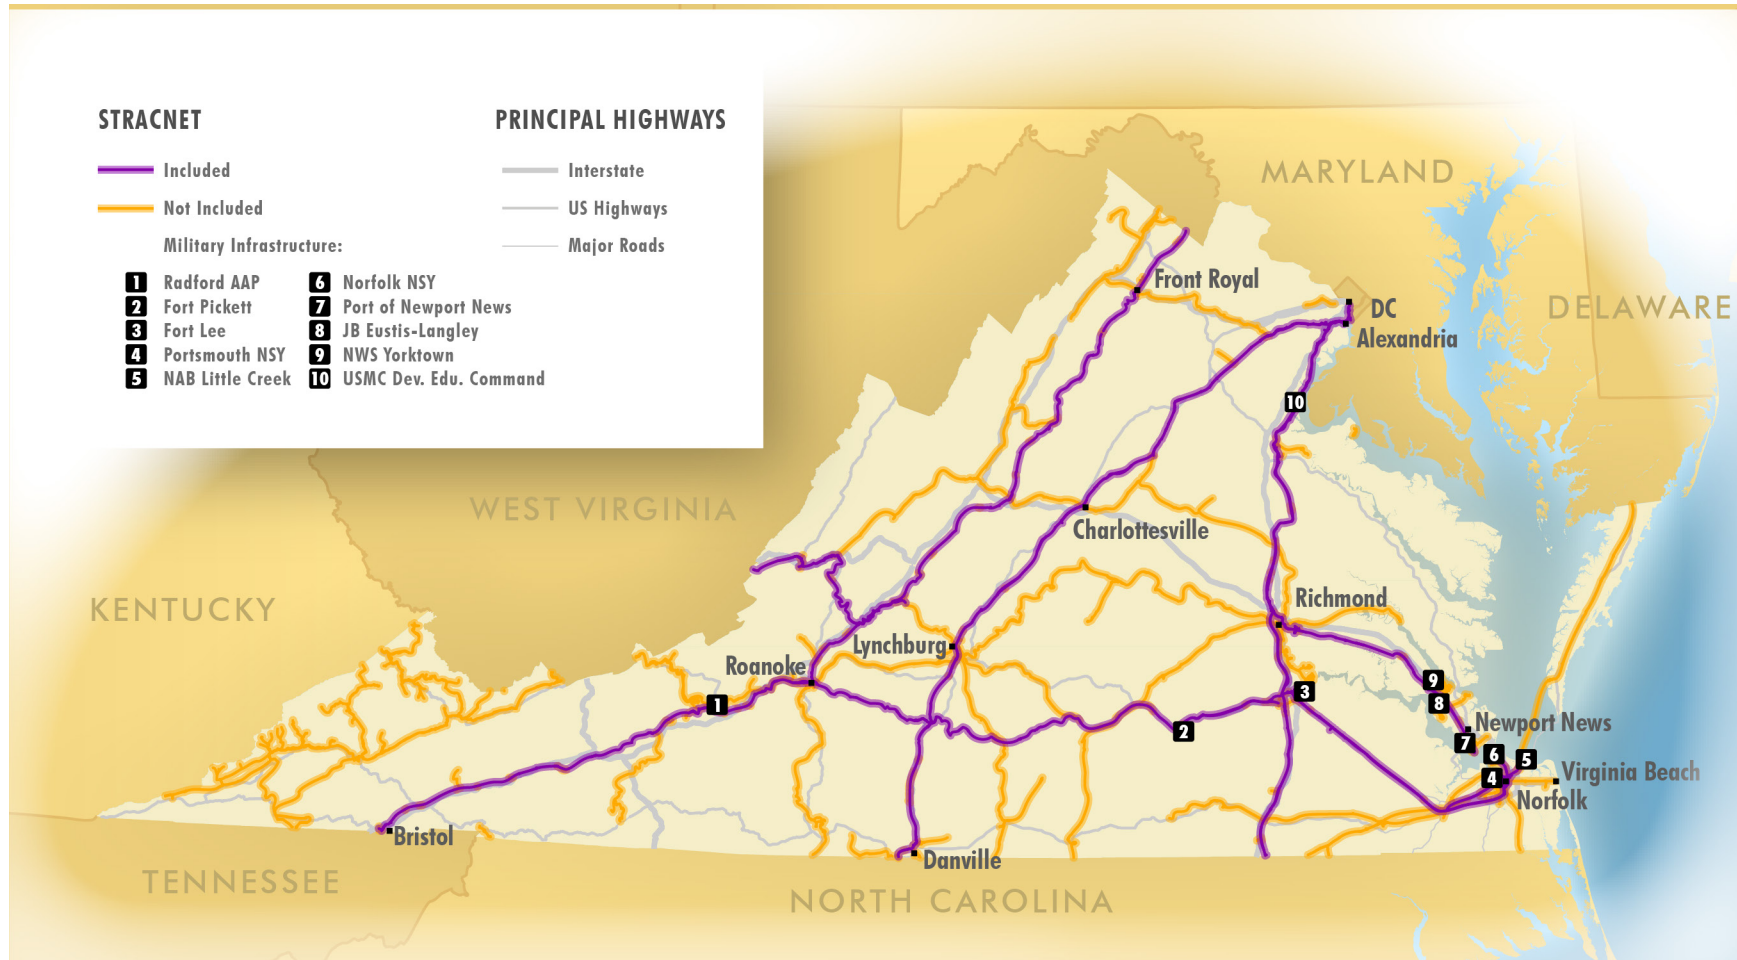 STRACNET
Included
Not Included
Military Infrastructure:
1 Radford AAP
2 Fort Pickett
3 Fort Lee
4 Portsmouth NSY
5 NAB Little Creek
6 Norfolk NSY
7 Port of Newport News
8 JB Eustis-Langley
9 NWS Yorktown
10 USMC Dev. Edu. Command
PRINCIPAL HIGHWAYS
Interstate
US Highways
Major Roads
MARYLAND
Front Royal
DC
DELAWARE
Alexandria
10
WEST VIRGINIA
Charlottesville
KENTUCKY
Richmond
Lynchburg
Roanoke
9
3
1
8
Newport News
2
7
6
5
Virginia Beach
4
Norfolk
Bristol
Danville
TENNESSEE
NORTH CAROLINA